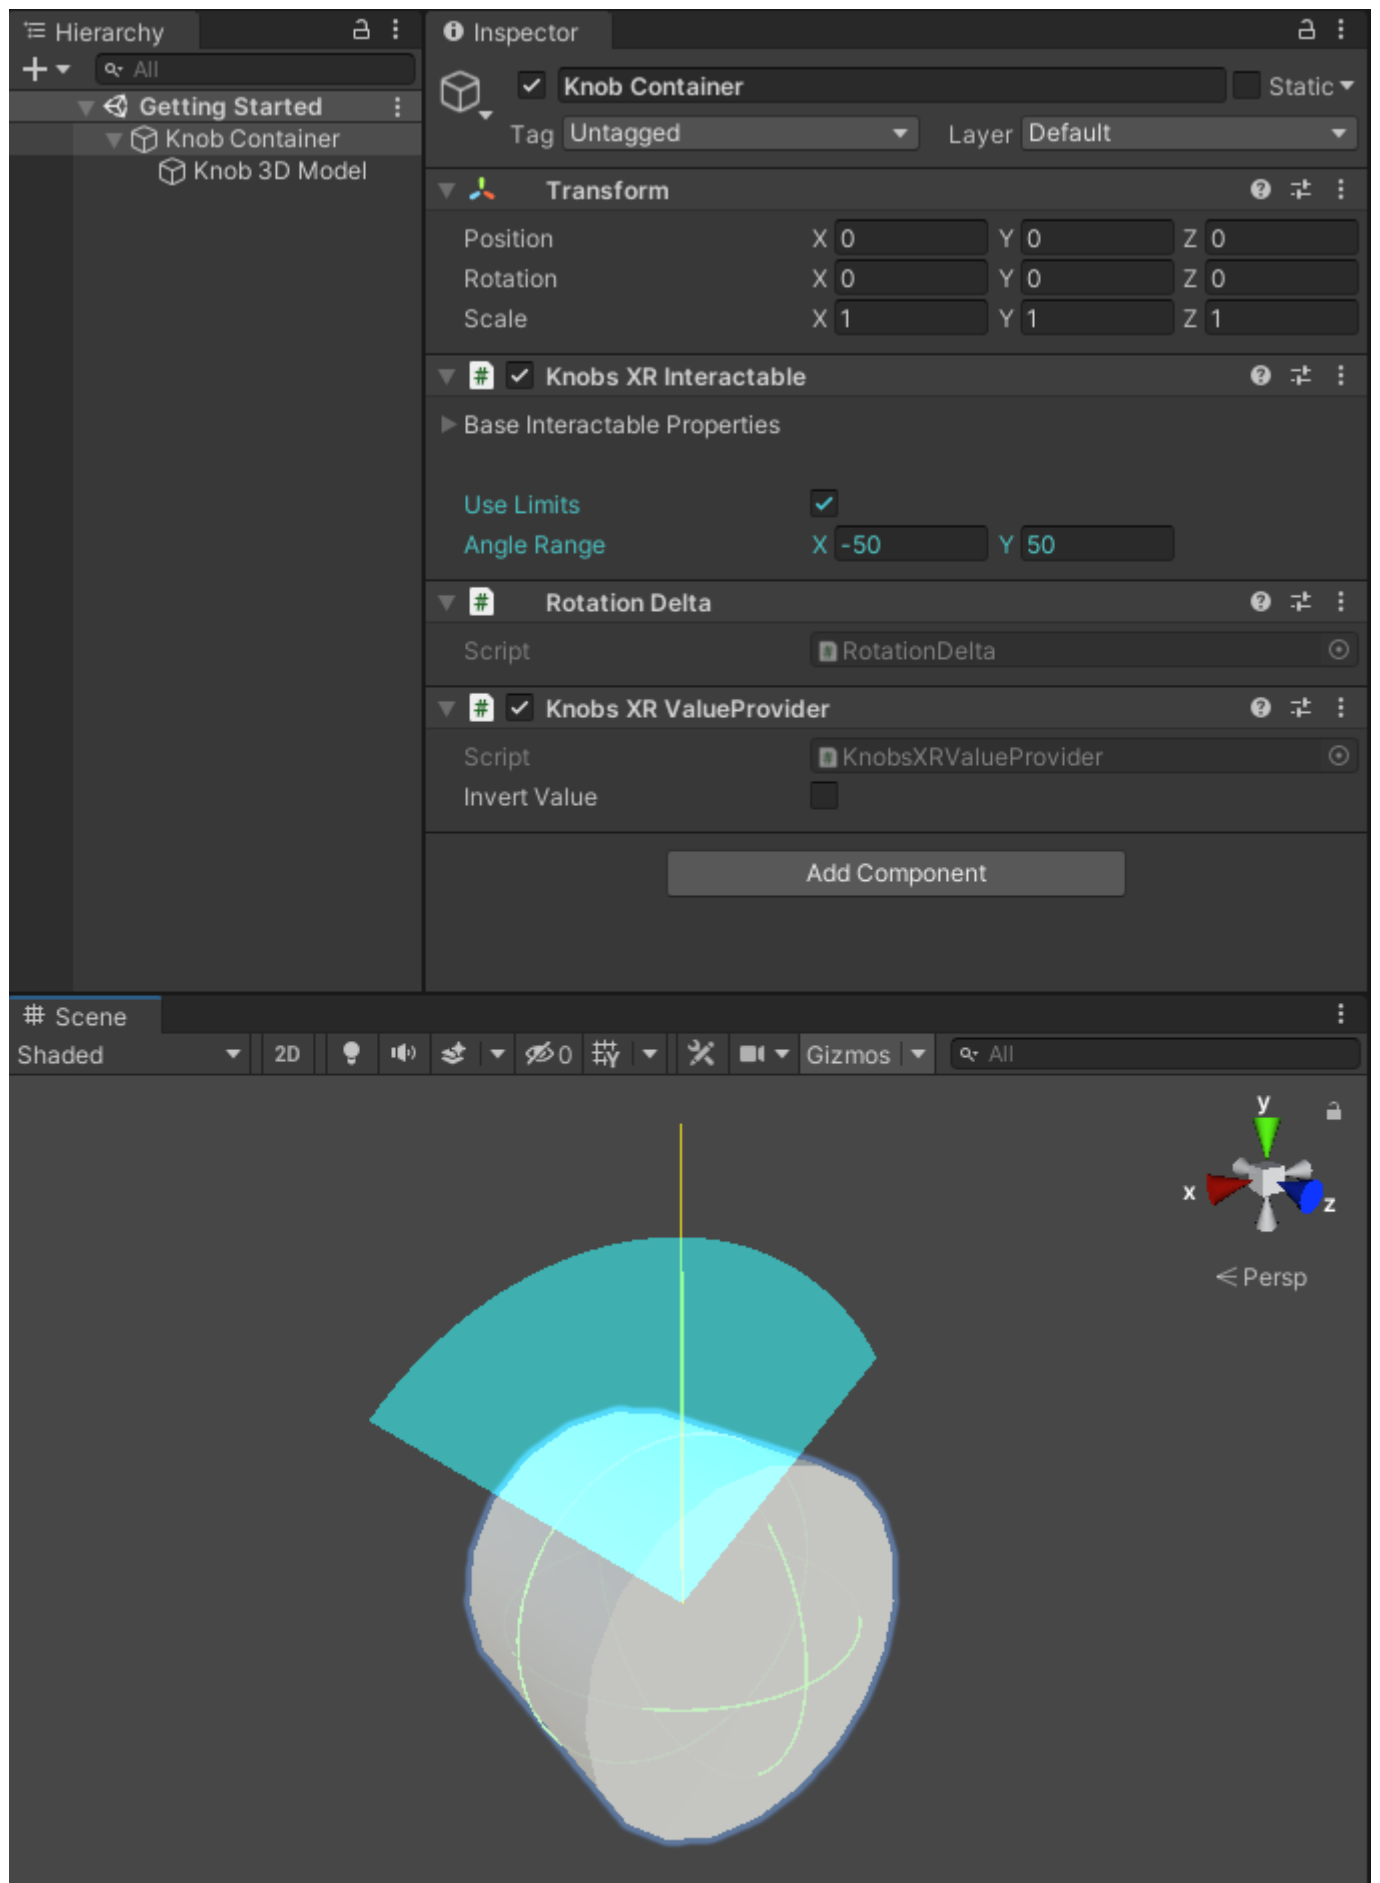 Hierarchy
All
Getting Started
Knob Container
Knob 3D Model
Inspector
Knob Container
Static
Tag Untagged Layer Default
Transform
Position X 0 Y 0 Z 0
Rotation X 0 Y 0 Z 0
Scale X 1 Y 1 Z 1
# Knobs XR Interactable
Base Interactable Properties
Use Limits
Angle Range X -50 Y 50
# Rotation Delta
Script # RotationDelta
# Knobs XR ValueProvider
Script # KnobsXRValueProvider
Invert Value
Add Component
Scene
Shaded 2D 0 Y Gizmos All
y
x
z
Persp